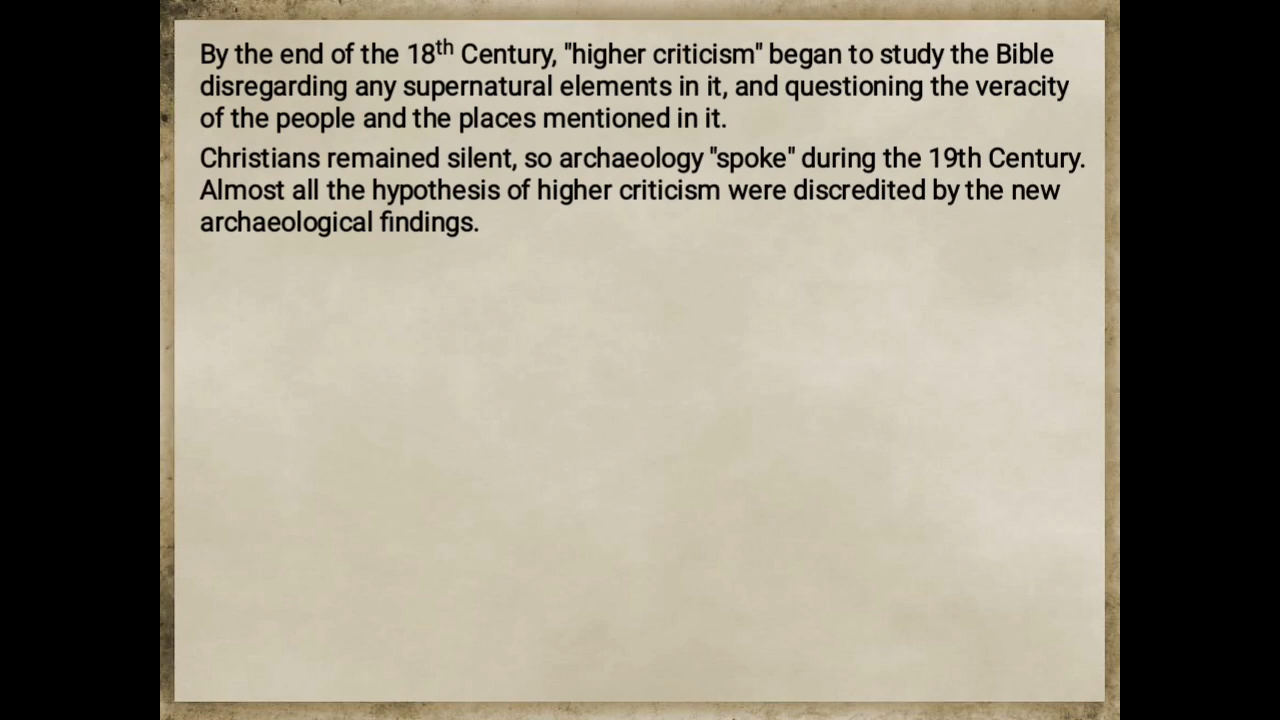 By the end of the 18th Century, "higher criticism" began to study the Bible
disregarding any supernatural elements in it, and questioning the veracity
of the people and the places mentioned in it.
Christians remained silent, so archaeology "spoke" during the 19th Century.
Almost all the hypothesis of higher criticism were discredited by the new
archaeological findings.